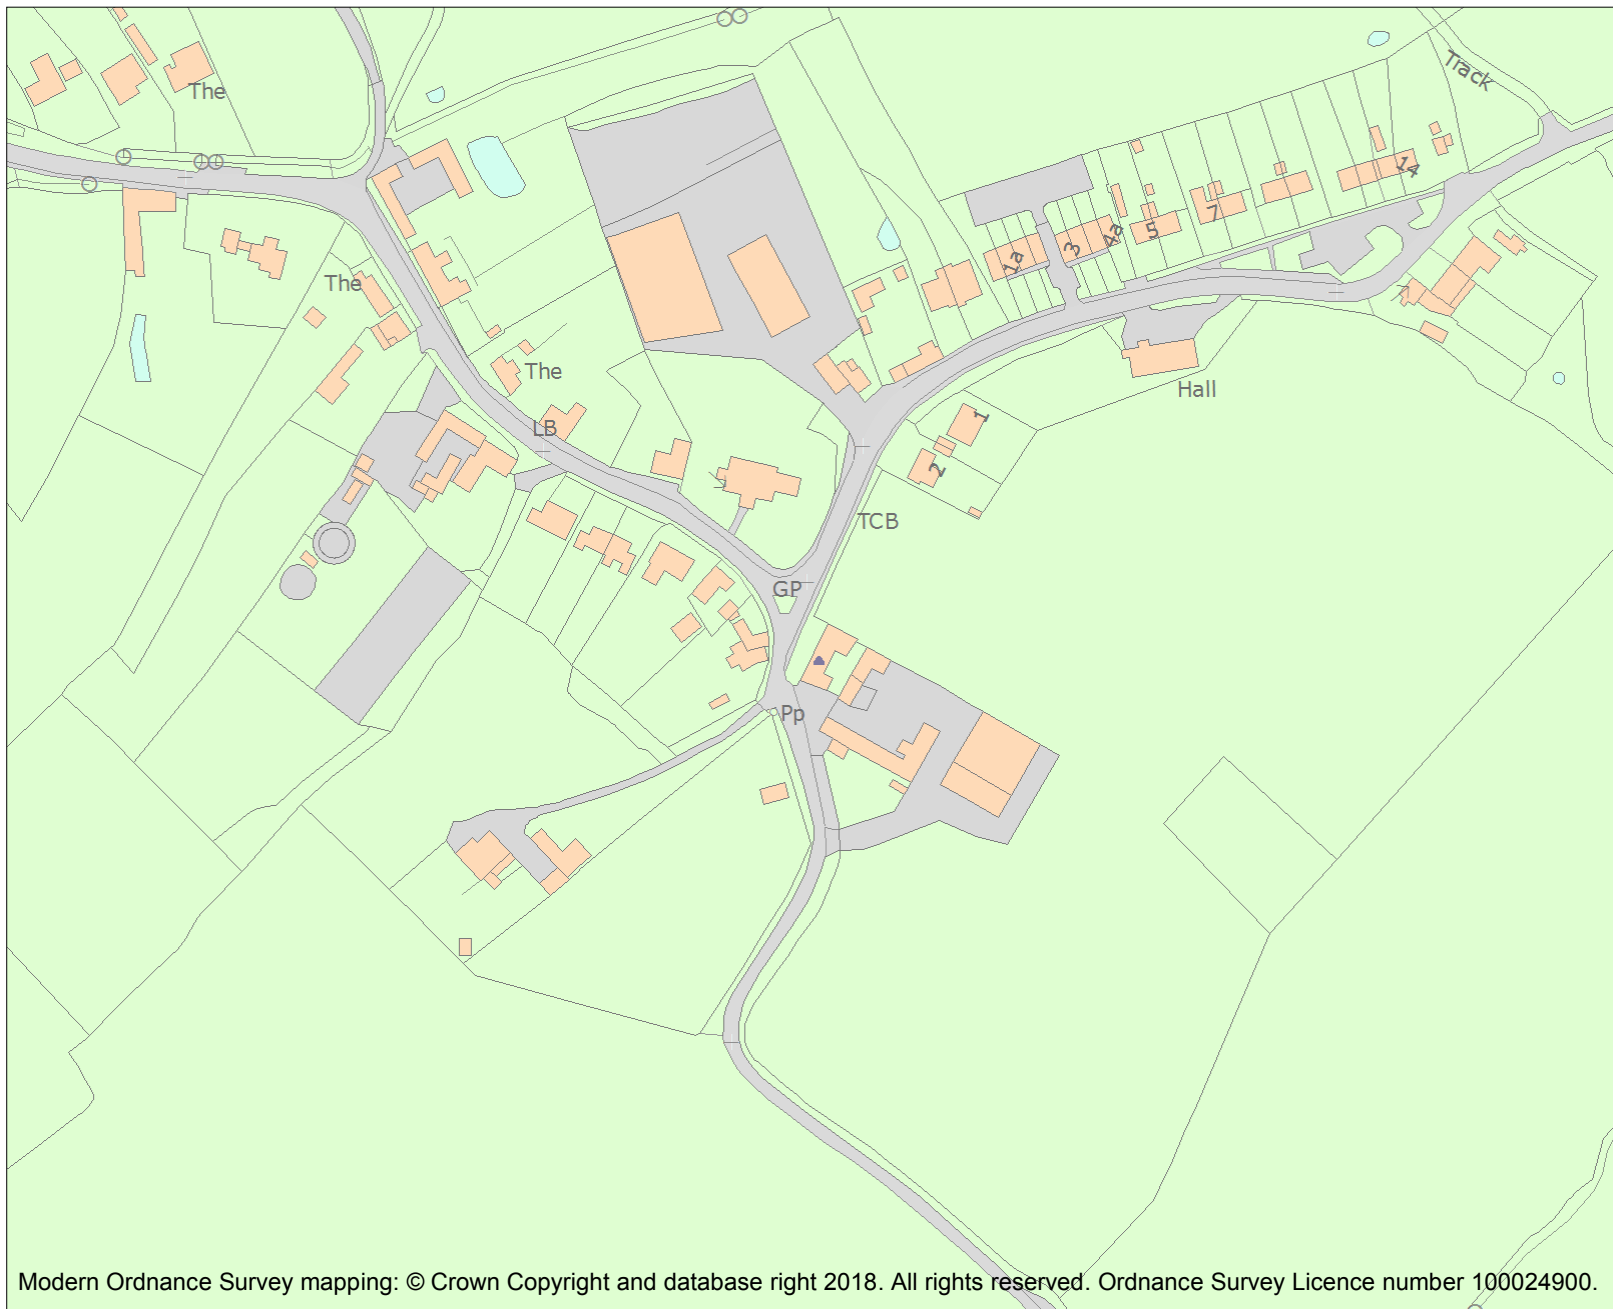 The
Track
14
7
5
4a
3
1a
The
The
Hall
1
LB
2
TCB
GP
Pp
Modern Ordnance Survey mapping: © Crown Copyright and database right 2018. All rights reserved. Ordnance Survey Licence number 100024900.